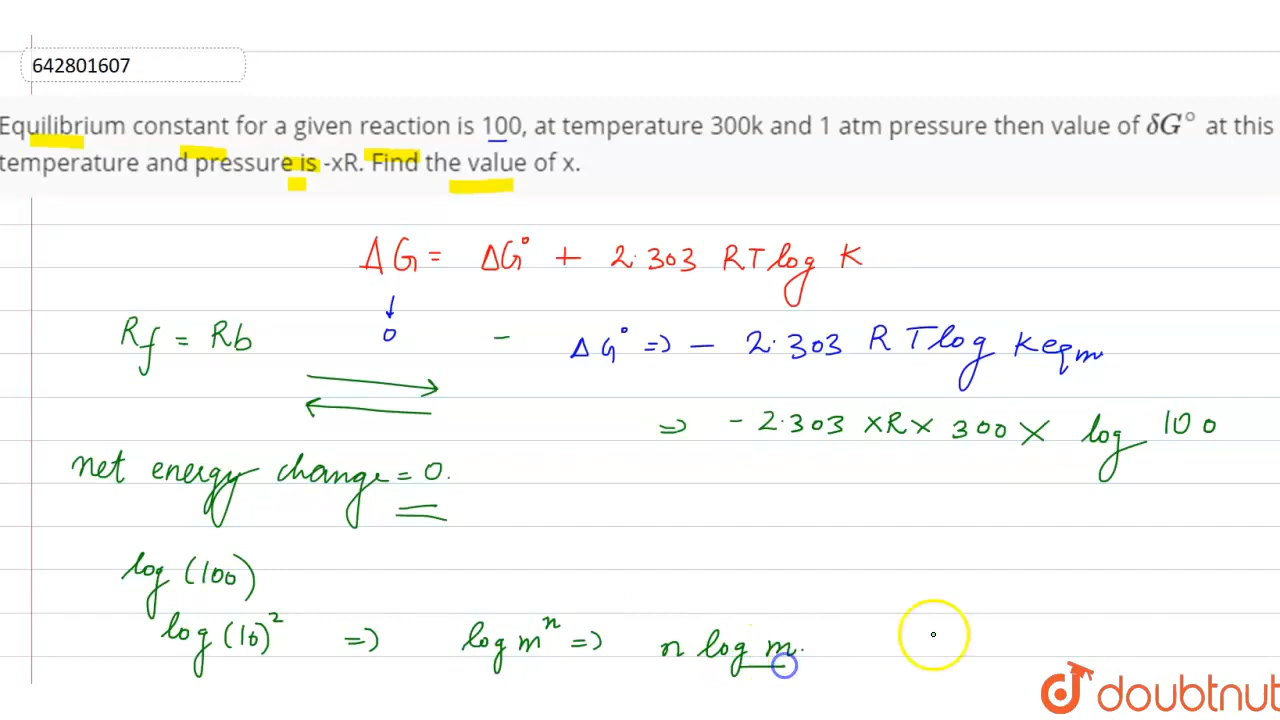 642801607
Equilibrium constant for a given reaction is 100, at temperature 300k and 1 atm pressure then value of δG° at this
temperature and pressure is -xR. Find the value of x.
ΔG = ΔG° + 2.303 RT log K
↓
Rf = Rb 0 - ΔG° => - 2.303 R T log Keqm
=> - 2.303 × R × 300 × log 100
net energy change = 0.
log (100)
log (10)² => log mⁿ => n log m.
doubtnut